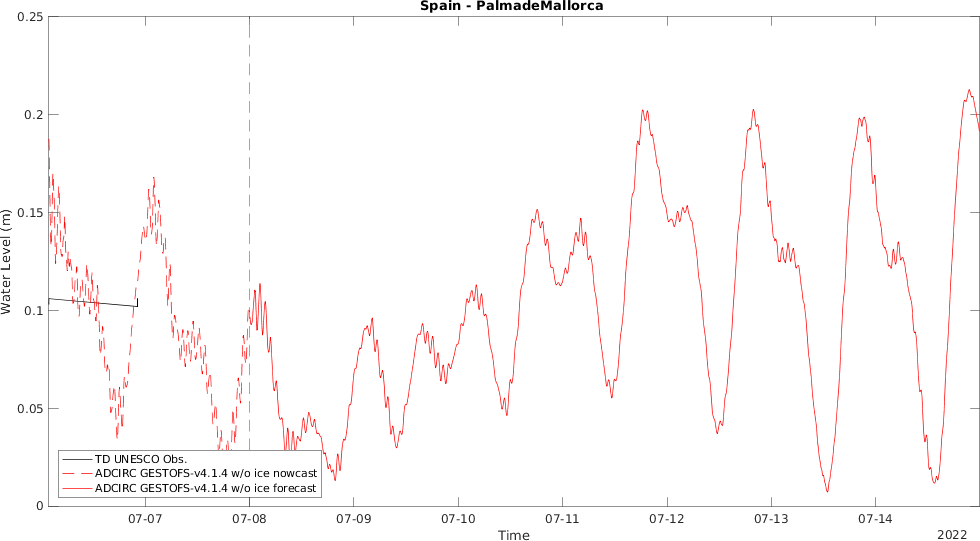 Spain - PalmadeMallorca
0.25
0.2
0.15
0.1
0.05
0
Water Level (m)
TD UNESCO Obs.
ADCIRC GESTOFS-v4.1.4 w/o ice nowcast
ADCIRC GESTOFS-v4.1.4 w/o ice forecast
07-07 07-08 07-09 07-10 07-11 07-12 07-13 07-14
Time
2022